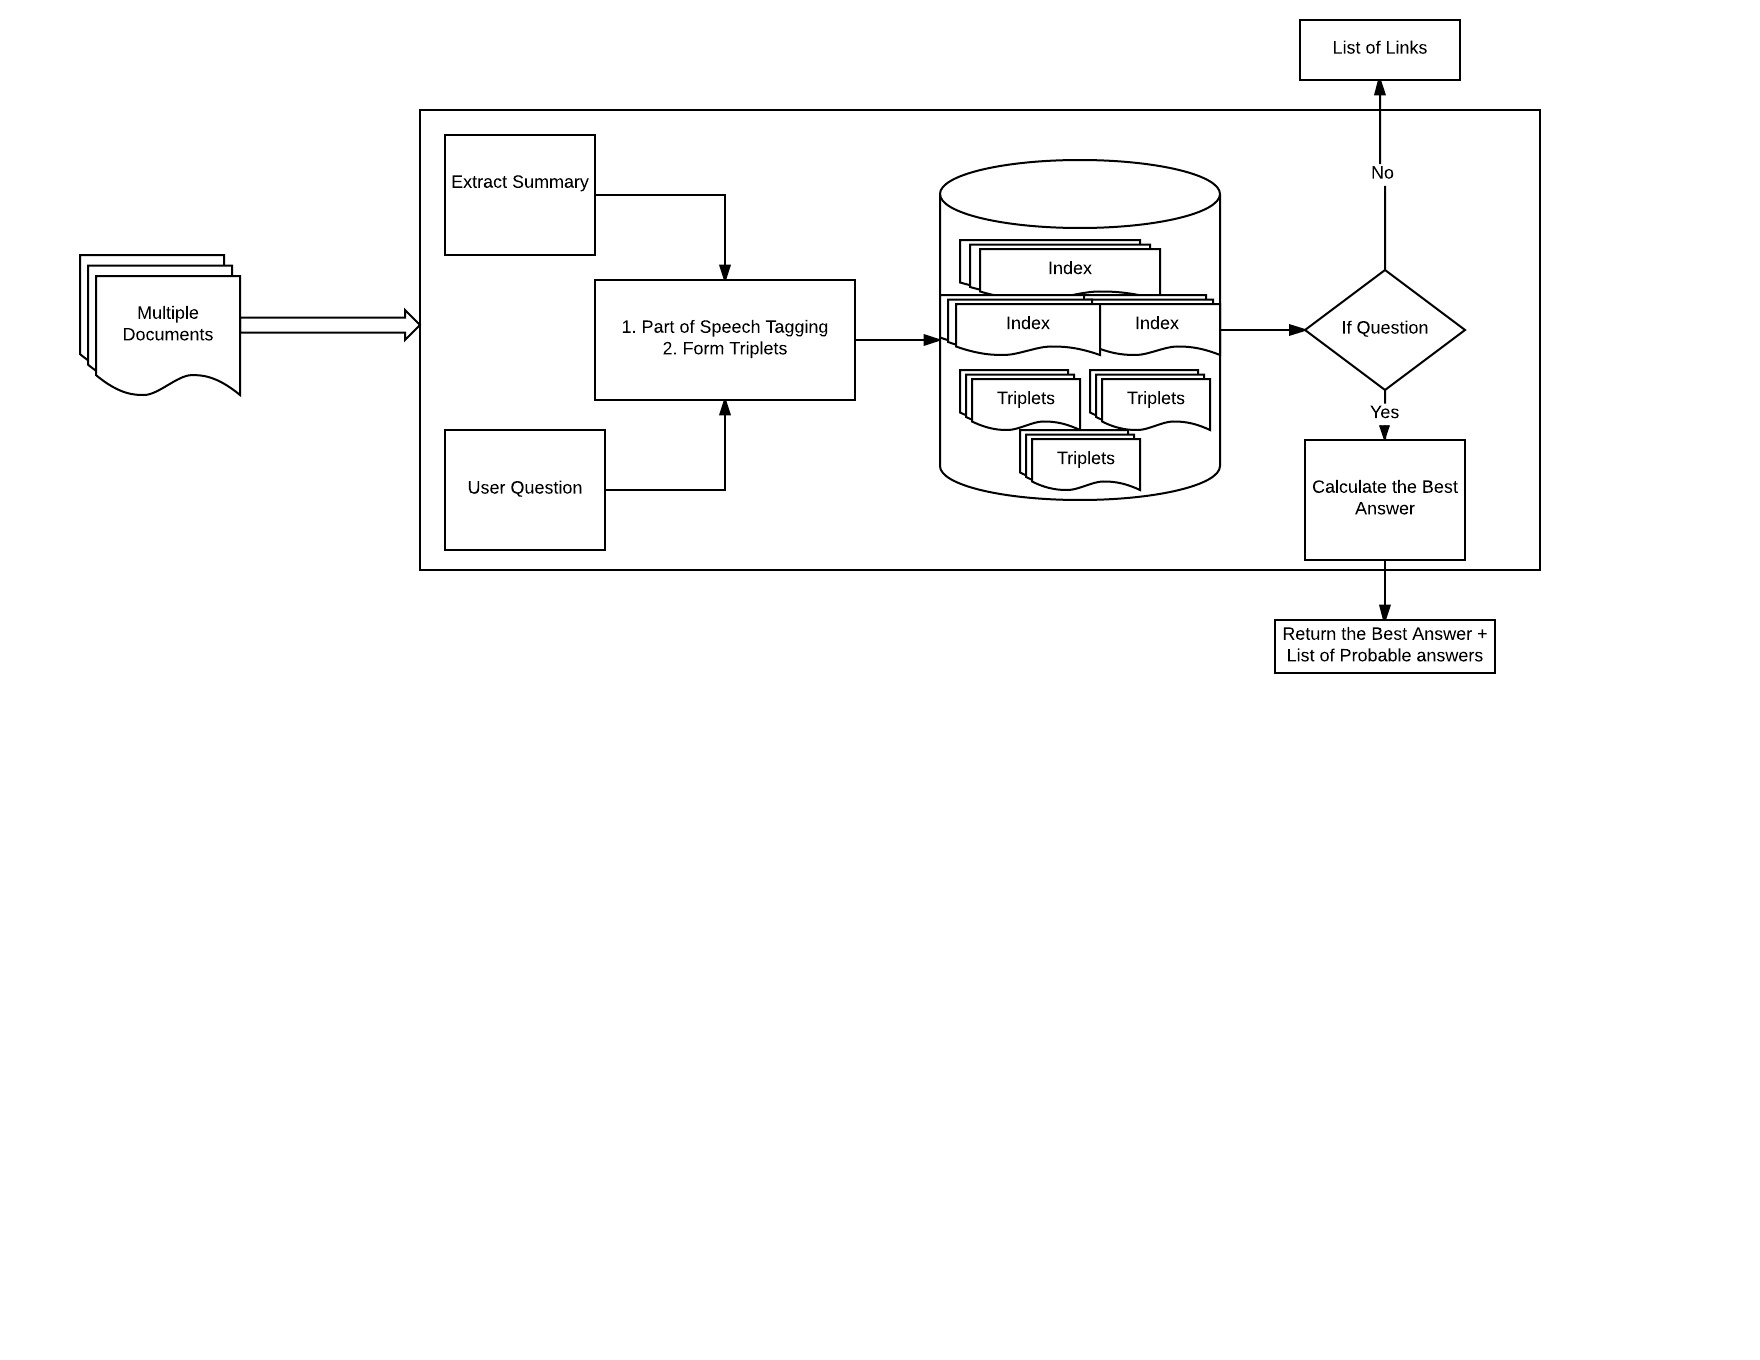 List of Links
Extract Summary
No
Multiple
Documents
1. Part of Speech Tagging
2. Form Triplets
Index
Index
Index
If Question
Triplets
Triplets
Yes
Triplets
User Question
Calculate the Best
Answer
Return the Best Answer +
List of Probable answers